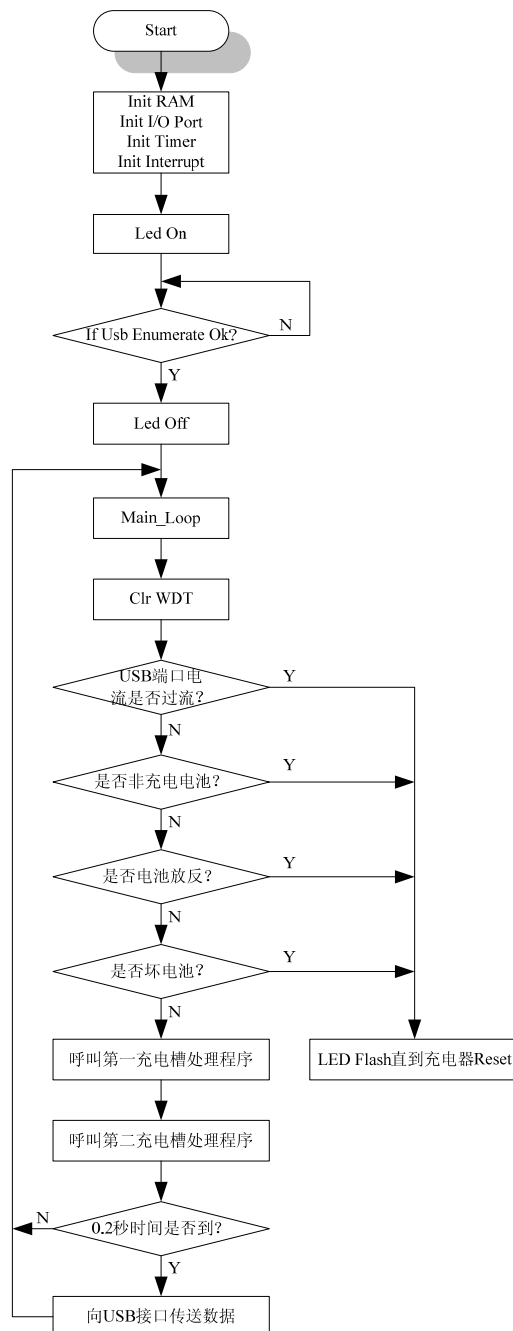 Start
Init RAM
Init I/O Port
Init Timer
Init Interrupt
Led On
If Usb Enumerate Ok?
N
Y
Led Off
Main_Loop
Clr WDT
USB端口电
流是否过流？
Y
N
是否非充电电池？
Y
N
是否电池放反？
Y
N
是否坏电池？
Y
N
呼叫第一充电槽处理程序
LED Flash直到充电器Reset
呼叫第二充电槽处理程序
N
0.2秒时间是否到？
Y
向USB接口传送数据